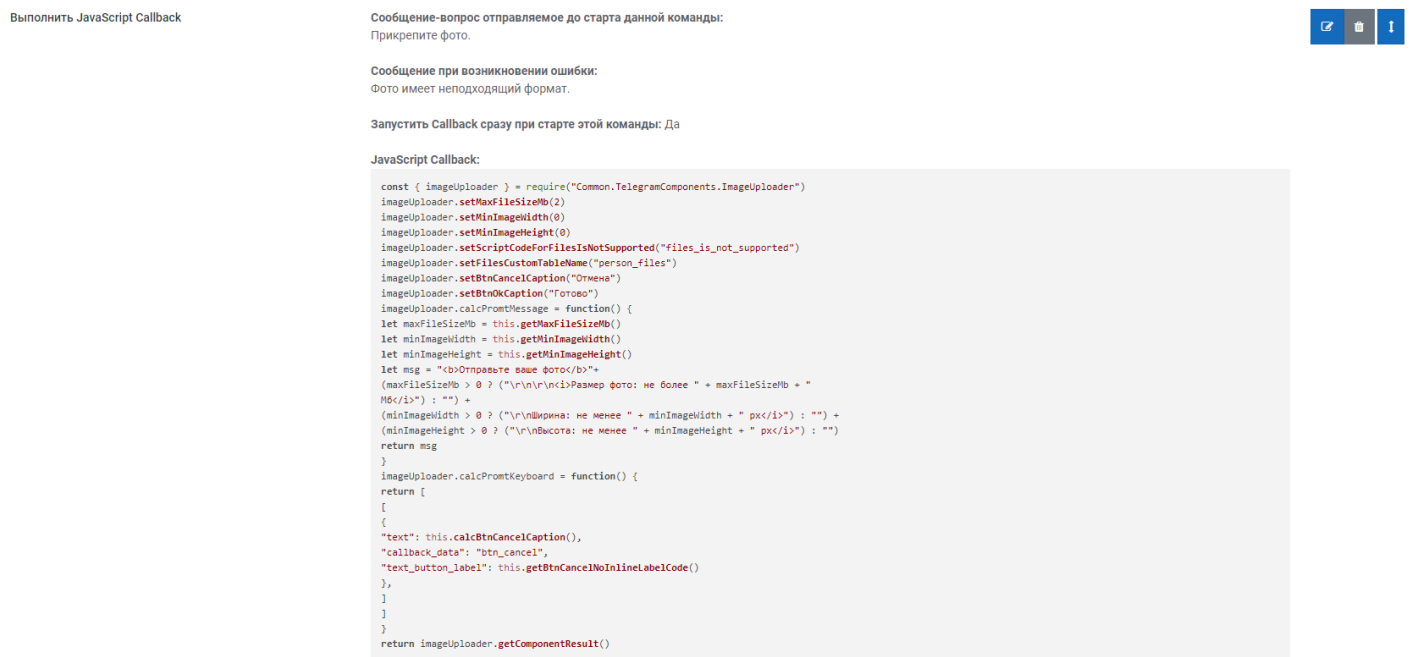 Выполнить JavaScript Callback
Сообщение-вопрос отправляемое до старта данной команды:
Прикрепите фото.
Сообщение при возникновении ошибки:
Фото имеет неподходящий формат.
Запустить Callback сразу при старте этой команды: Да
JavaScript Callback:
const { imageUploader } = require("Common.TelegramComponents.ImageUploader")
imageUploader.setMaxFileSizeMb(2)
imageUploader.setMinImageWidth(0)
imageUploader.setMinImageHeight(0)
imageUploader.setScriptCodeForFilesIsNotSupported("files_is_not_supported")
imageUploader.setFilesCustomTableName("person_files")
imageUploader.setBtnCancelCaption("Отмена")
imageUploader.setBtnOkCaption("Готово")
imageUploader.calcPromtMessage = function() {
let maxFileSizeMb = this.getMaxFileSizeMb()
let minImageWidth = this.getMinImageWidth()
let minImageHeight = this.getMinImageHeight()
let msg = "<b>Отправьте ваше фото</b>"+
(maxFileSizeMb > 0 ? ("\r\n\r\n<i>Размер фото: не более " + maxFileSizeMb + "
Мб</i>") : "") +
(minImageWidth > 0 ? ("\r\nШирина: не менее " + minImageWidth + " px</i>") : "") +
(minImageHeight > 0 ? ("\r\nВысота: не менее " + minImageHeight + " px</i>") : "")
return msg
}
imageUploader.calcPromtKeyboard = function() {
return [
[
{
"text": this.calcBtnCancelCaption(),
"callback_data": "btn_cancel",
"text_button_label": this.getBtnCancelNoInlineLabelCode()
},
]
]
}
return imageUploader.getComponentResult()